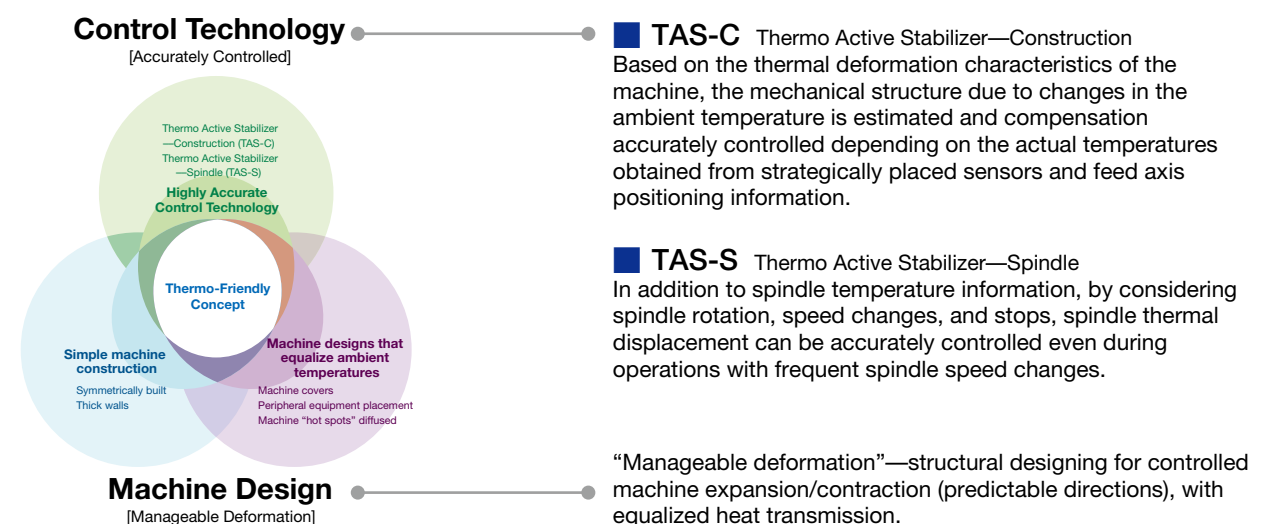 Control Technology
[Accurately Controlled]
Thermo Active Stabilizer
—Construction (TAS-C)
Thermo Active Stabilizer
—Spindle (TAS-S)
Highly Accurate
Control Technology
Thermo-Friendly
Concept
Simple machine
construction
Symmetrically built
Thick walls
Machine designs that
equalize ambient
temperatures
Machine covers
Peripheral equipment placement
Machine “hot spots” diffused
Machine Design
[Manageable Deformation]
TAS-C Thermo Active Stabilizer—Construction
Based on the thermal deformation characteristics of the
machine, the mechanical structure due to changes in the
ambient temperature is estimated and compensation
accurately controlled depending on the actual temperatures
obtained from strategically placed sensors and feed axis
positioning information.
TAS-S Thermo Active Stabilizer—Spindle
In addition to spindle temperature information, by considering
spindle rotation, speed changes, and stops, spindle thermal
displacement can be accurately controlled even during
operations with frequent spindle speed changes.
“Manageable deformation”—structural designing for controlled
machine expansion/contraction (predictable directions), with
equalized heat transmission.